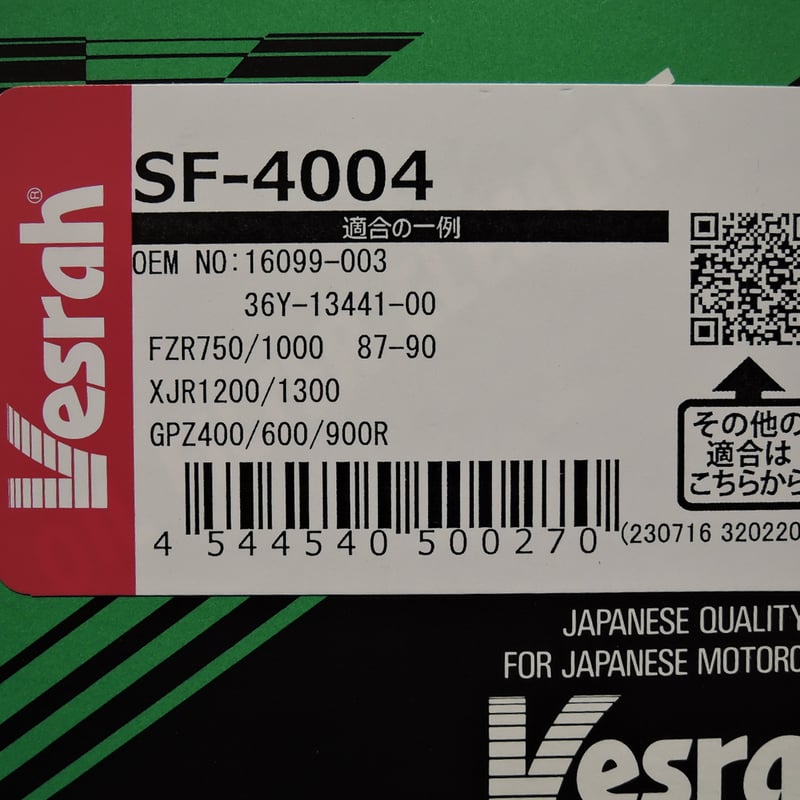 Vesrah®
SF-4004
適合の一例
OEM NO:16099-003
36Y-13441-00
FZR750/1000 87-90
XJR1200/1300
GPZ400/600/900R
4 544540 500270
(230716 320220
その他の
適合は
こちらから
JAPANESE QUALITY
FOR JAPANESE MOTORC
Vesra